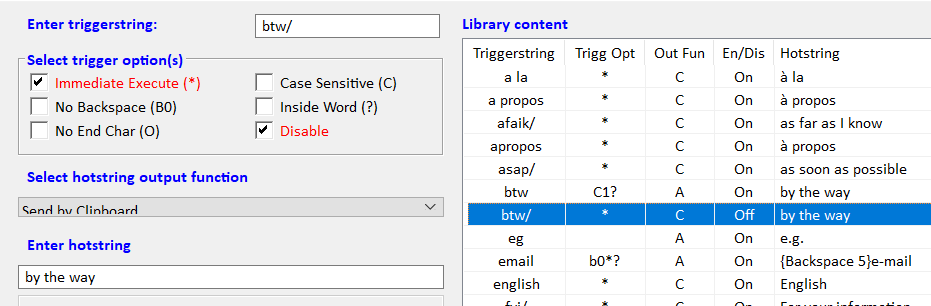 Enter triggerstring:
btw/
Select trigger option(s)
Immediate Execute (*)
Case Sensitive (C)
No Backspace (B0)
Inside Word (?)
No End Char (O)
Disable
Select hotstring output function
Send by Clipboard
Enter hotstring
by the way
Library content
Triggerstring Trigg Opt Out Fun En/Dis Hotstring
a la * C On à la
a propos * C On à propos
afaik/ * C On as far as I know
apropos * C On à propos
asap/ * C On as soon as possible
btw C1? A On by the way
btw/ * C Off by the way
eg A On e.g.
email b0*? A On {Backspace 5}e-mail
english * C On English
fyi/ * C On For your information